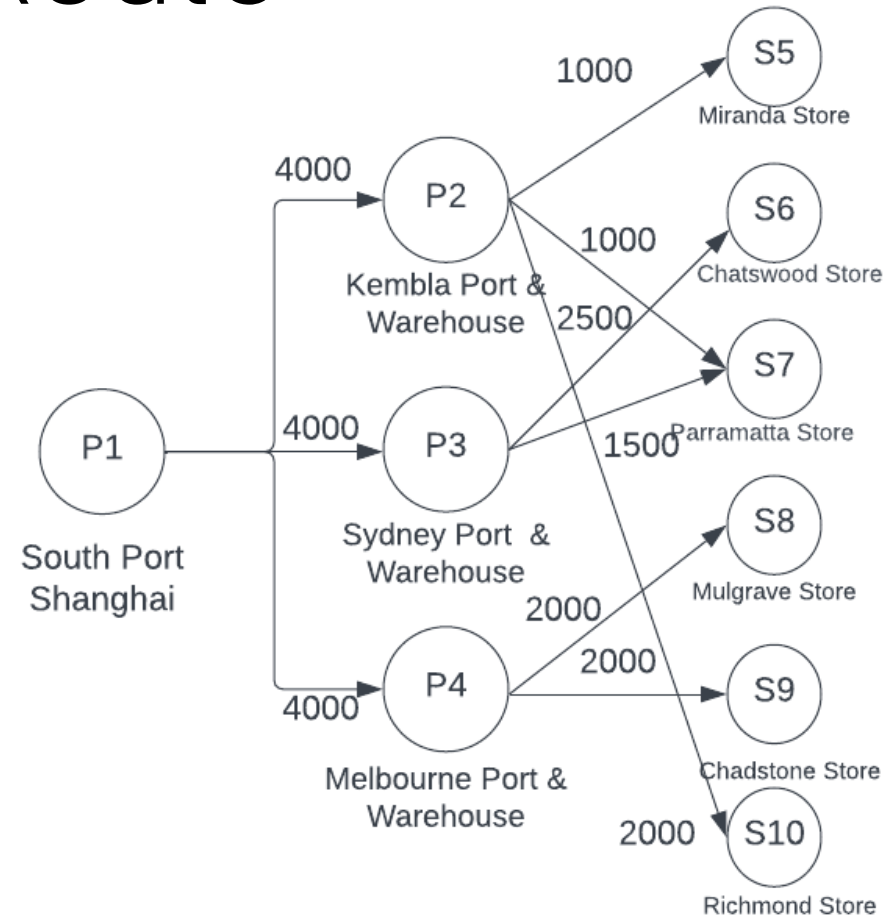 1000
S5
Miranda Store
4000
P2
S6
1000
Chatswood Store
Kembla Port &
Warehouse
2500
S7
4000
P3
1500
Parramatta Store
P1
S8
Sydney Port &
Warehouse
South Port
Shanghai
Mulgrave Store
2000
2000
S9
P4
4000
Chadstone Store
Melbourne Port &
Warehouse
2000
S10
Richmond Store